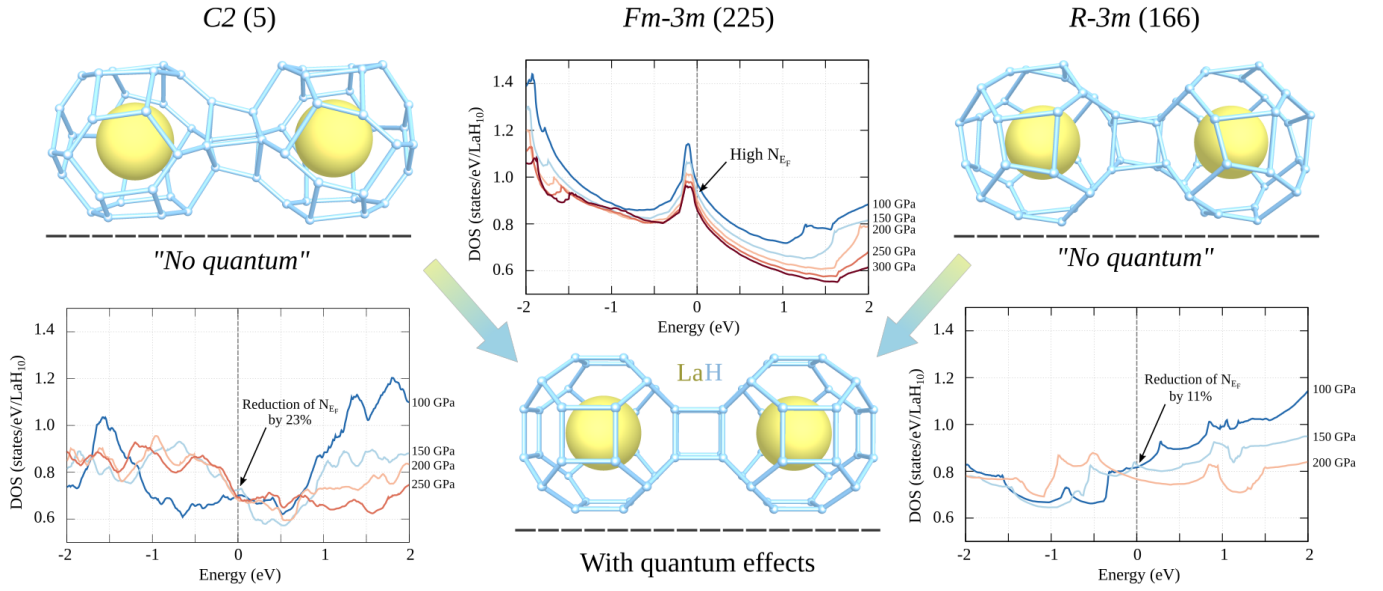 C2 (5)
Fm-3m (225)
R-3m (166)
"No quantum"
"No quantum"
DOS (states/eV/LaH10)
1.4
1.2
1.0
0.8
0.6
-2
-1
0
1
2
Energy (eV)
High NEF
100 GPa
150 GPa
200 GPa
250 GPa
300 GPa
DOS (states/eV/LaH10)
1.4
1.2
1.0
0.8
0.6
-2
-1
0
1
2
Energy (eV)
Reduction of NEF
by 23%
100 GPa
150 GPa
200 GPa
250 GPa
LaH
With quantum effects
DOS (states/eV/LaH10)
1.4
1.2
1.0
0.8
0.6
-2
-1
0
1
2
Energy (eV)
Reduction of NEF
by 11%
100 GPa
150 GPa
200 GPa